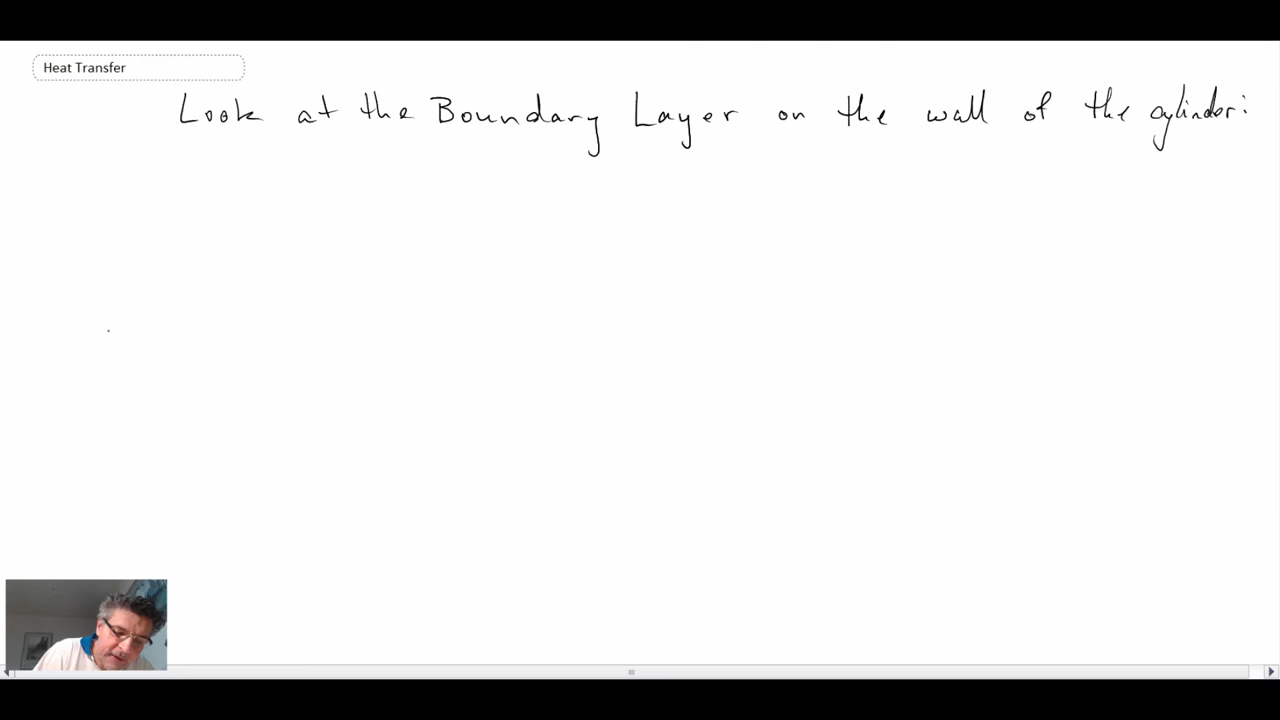 Heat Transfer
Look at the Boundary Layer on the wall of the cylinder: